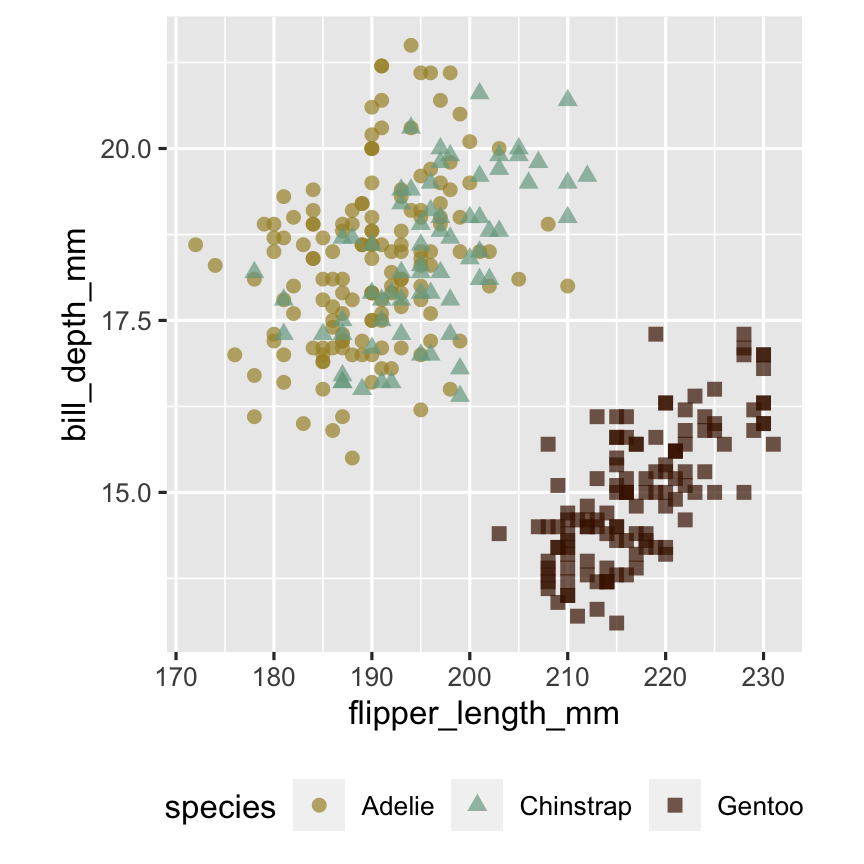 bill_depth_mm
20.0
17.5
15.0
170 180 190 200 210 220 230
flipper_length_mm
species Adelie Chinstrap Gentoo